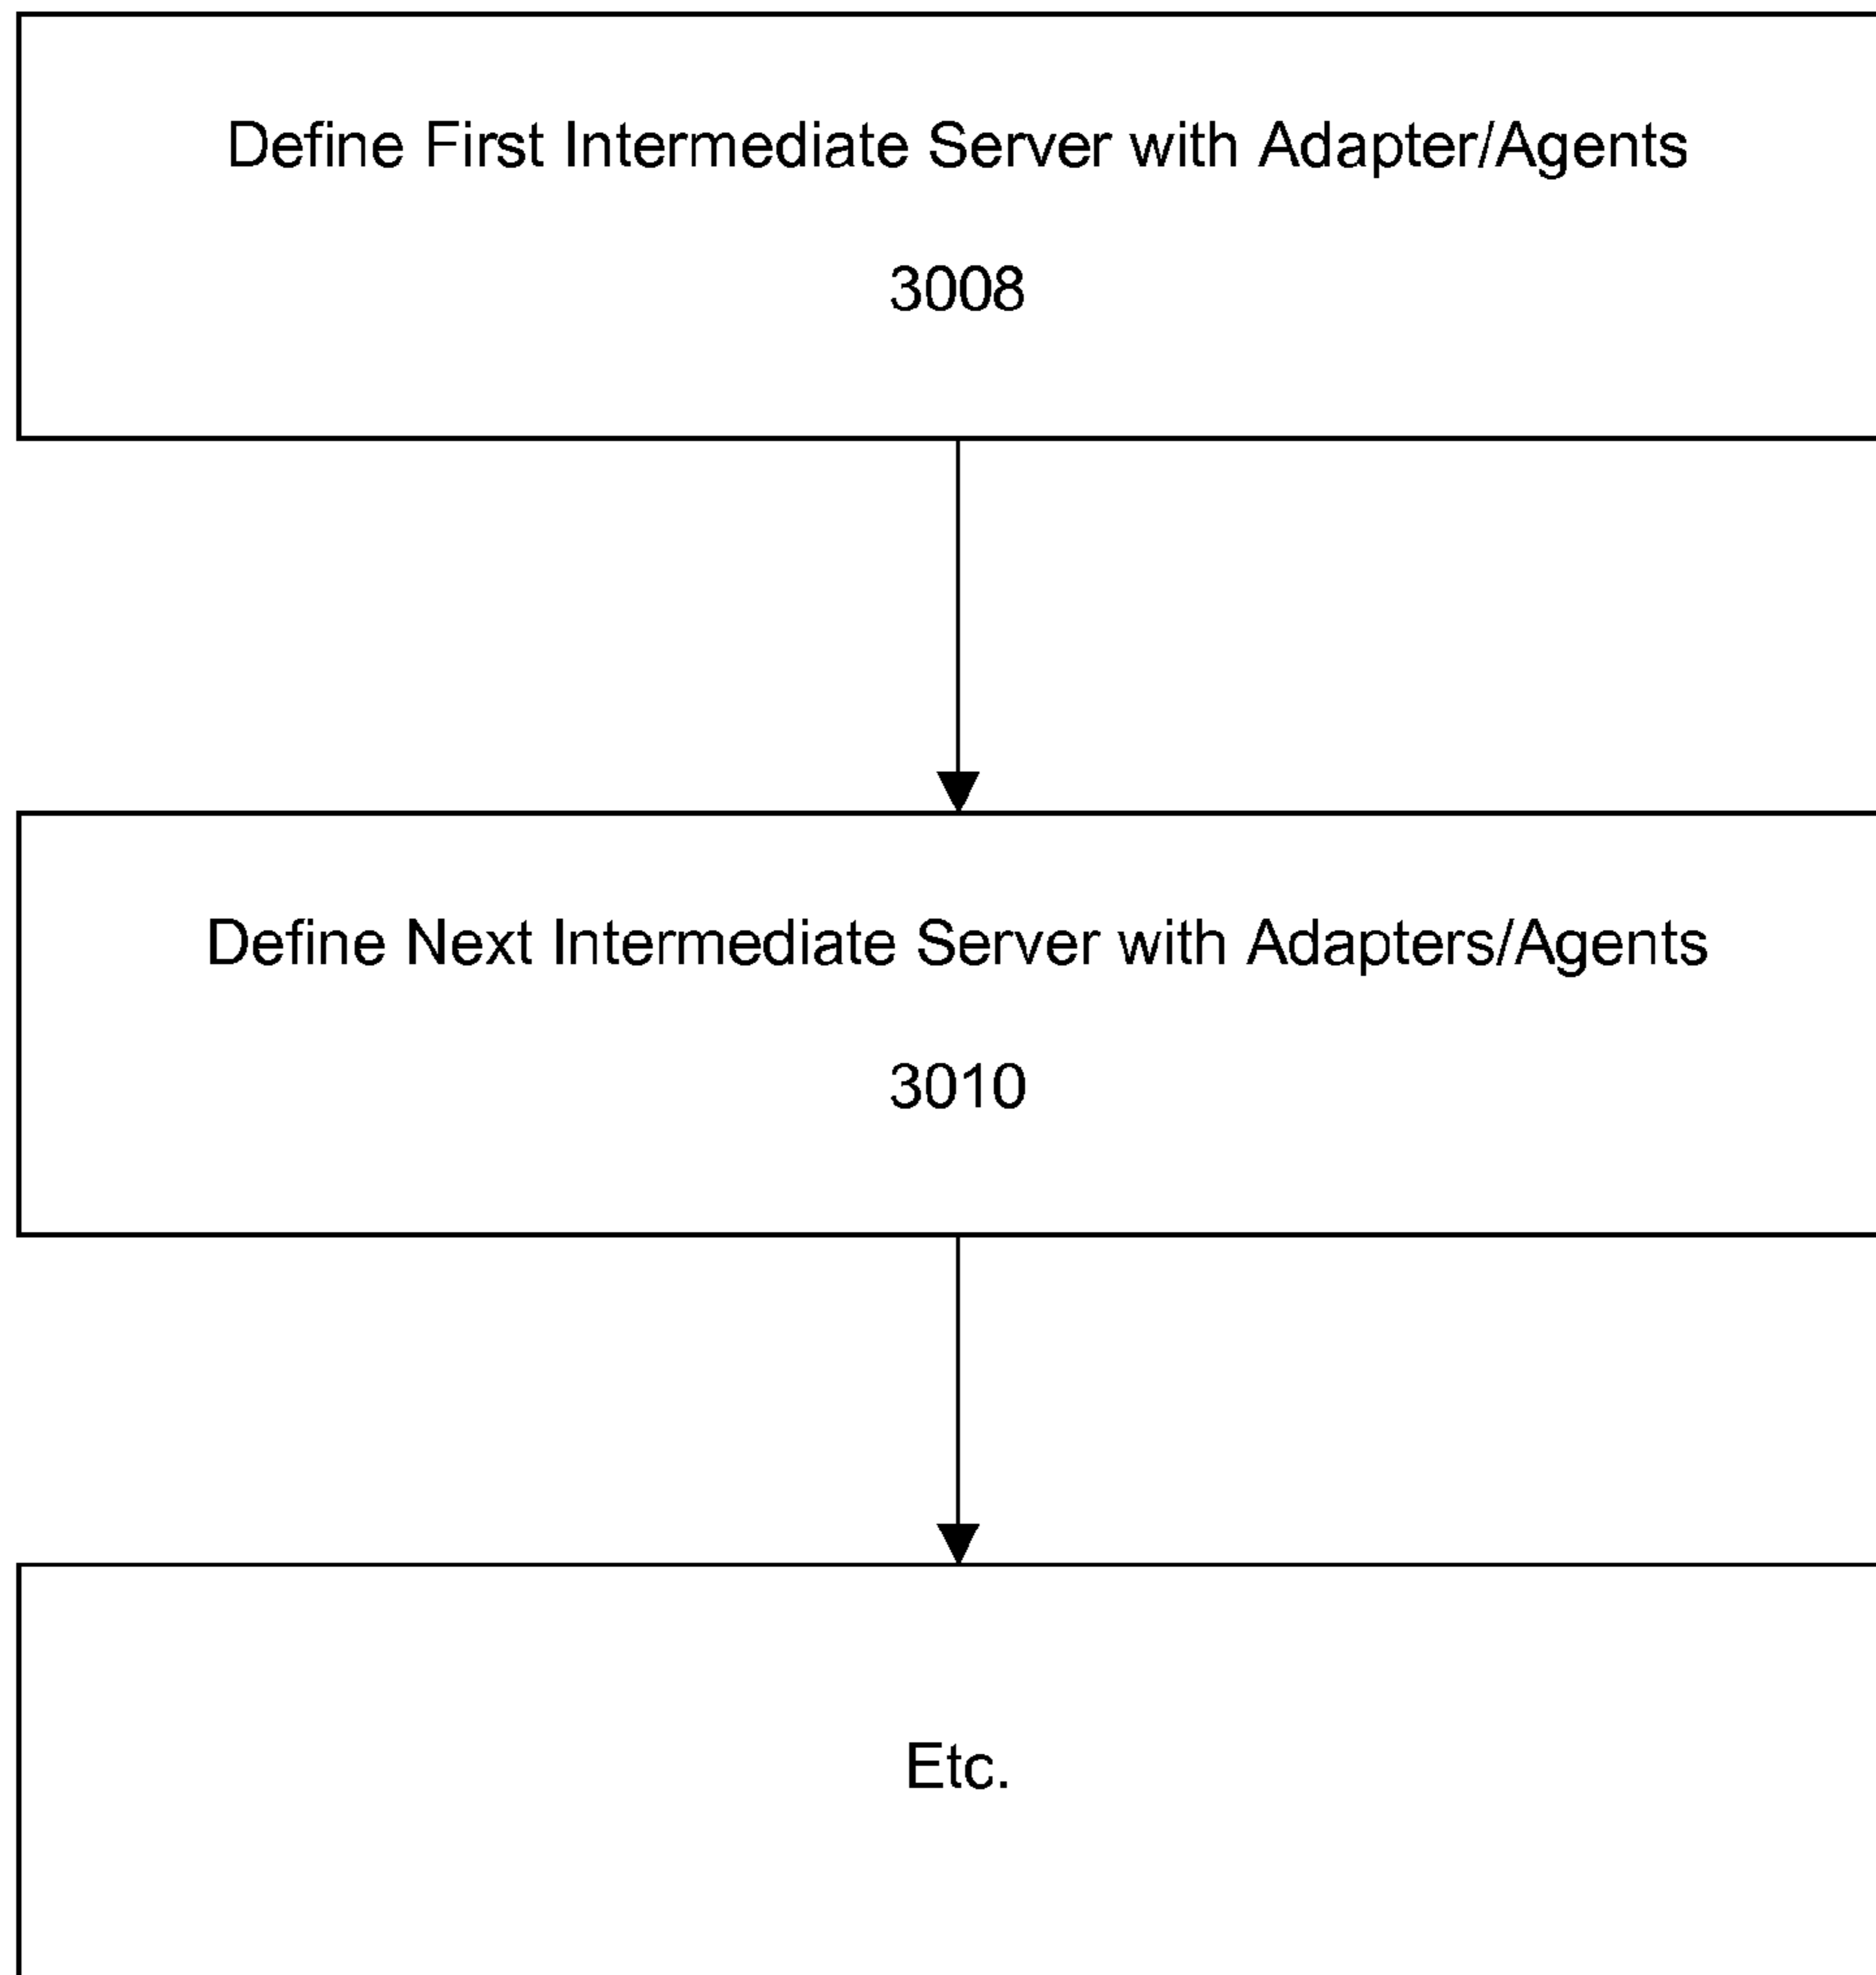 Define First Intermediate Server with Adapter/Agents
3008
Define Next Intermediate Server with Adapters/Agents
3010
Etc.